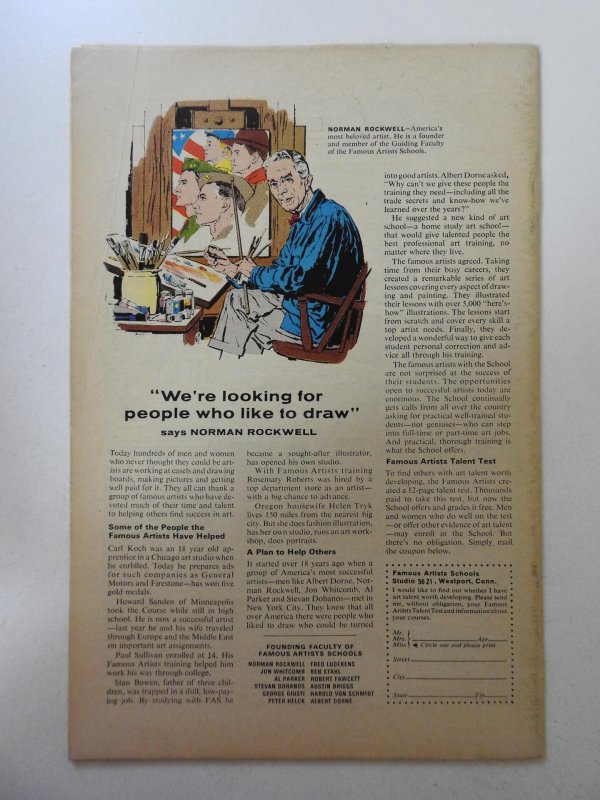 NORMAN ROCKWELL—America's
most beloved artist. He is a founder
and member of the Guiding Faculty
of the Famous Artists Schools.
"We're looking for
people who like to draw"
says NORMAN ROCKWELL
Today hundreds of men and women
who never thought they could be art-
ists are working at easels and drawing
boards, making pictures and getting
well paid for it. They all can thank a
group of famous artists who have de-
voted much of their time and talent
to helping others find success in art.
Some of the People the
Famous Artists Have Helped
Carl Koch was an 18 year old ap-
prentice in a Chicago art studio when
he enrolled. Today he prepares ads
for such companies as General
Motors and Firestone—has won five
gold medals.
Howard Sanden of Minneapolis
took the Course while still in high
school. He is now a successful artist
—last year he and his wife traveled
through Europe and the Middle East
on important art assignments.
Paul Sullivan enrolled at 14. His
Famous Artists training helped him
work his way through college.
Stan Bowen, father of three chil-
dren, was trapped in a dull, low-pay-
ing job. By studying with FAS he
became a sought-after illustrator,
has opened his own studio.
With Famous Artists training
Rosemary Roberts was hired by a
top department store as an artist—
with a big chance to advance.
Oregon housewife Helen Tryk
lives 150 miles from the nearest big
city. But she does fashion illustration,
has her own studio, runs an art work-
shop, does portraits.
A Plan to Help Others
It started over 18 years ago when a
group of America's most successful
artists—men like Albert Dorne, Nor-
man Rockwell, Jon Whitcomb, Al
Parker and Stevan Dohanos—met in
New York City. They knew that all
over America there were people who
liked to draw who could be turned
FOUNDING FACULTY OF
FAMOUS ARTISTS SCHOOLS
NORMAN ROCKWELL FRED LUDEKENS
JON WHITCOMB BEN STAHL
AL PARKER ROBERT FAWCETT
STEVAN DOHANOS AUSTIN BRIGGS
GEORGE GIUSTI HAROLD VON SCHMIDT
PETER HELCK ALBERT DORNE
into good artists. Albert Dorne asked,
"Why can't we give these people the
training they need—including all the
trade secrets and know-how we've
learned over the years?"
He suggested a new kind of art
school—a home study art school—
that would give talented people the
best professional art training, no
matter where they live.
The famous artists agreed. Taking
time from their busy careers, they
created a remarkable series of art
lessons covering every aspect of draw-
ing and painting. They illustrated
their lessons with over 5,000 "here's-
how" illustrations. The lessons start
from scratch and cover every skill a
top artist needs. Finally, they de-
veloped a wonderful way to give each
student personal correction and ad-
vice all through his training.
The famous artists with the School
are not surprised at the success of
their students. The opportunities
open to successful artists today are
enormous. The School continually
gets calls from all over the country
asking for practical well-trained stu-
dents—not geniuses—who can step
into full-time or part-time art jobs.
And practical, thorough training is
what the School offers.
Famous Artists Talent Test
To find others with art talent worth
developing, the Famous Artists cre-
ated a 12-page talent test. Thousands
paid to take this test, but now the
School offers and grades it free. Men
and women who do well on the test
—or offer other evidence of art talent
—may enroll in the School. But
there's no obligation. Simply mail
the coupon below.
Famous Artists Schools
Studio 5621, Westport, Conn.
I would like to find out whether I have
art talent worth developing. Please send
me, without obligation, your Famous
Artists Talent Test and information about
your courses.
Mr.
Mrs. Age
Miss Circle one and please print
Street
City
State Zip